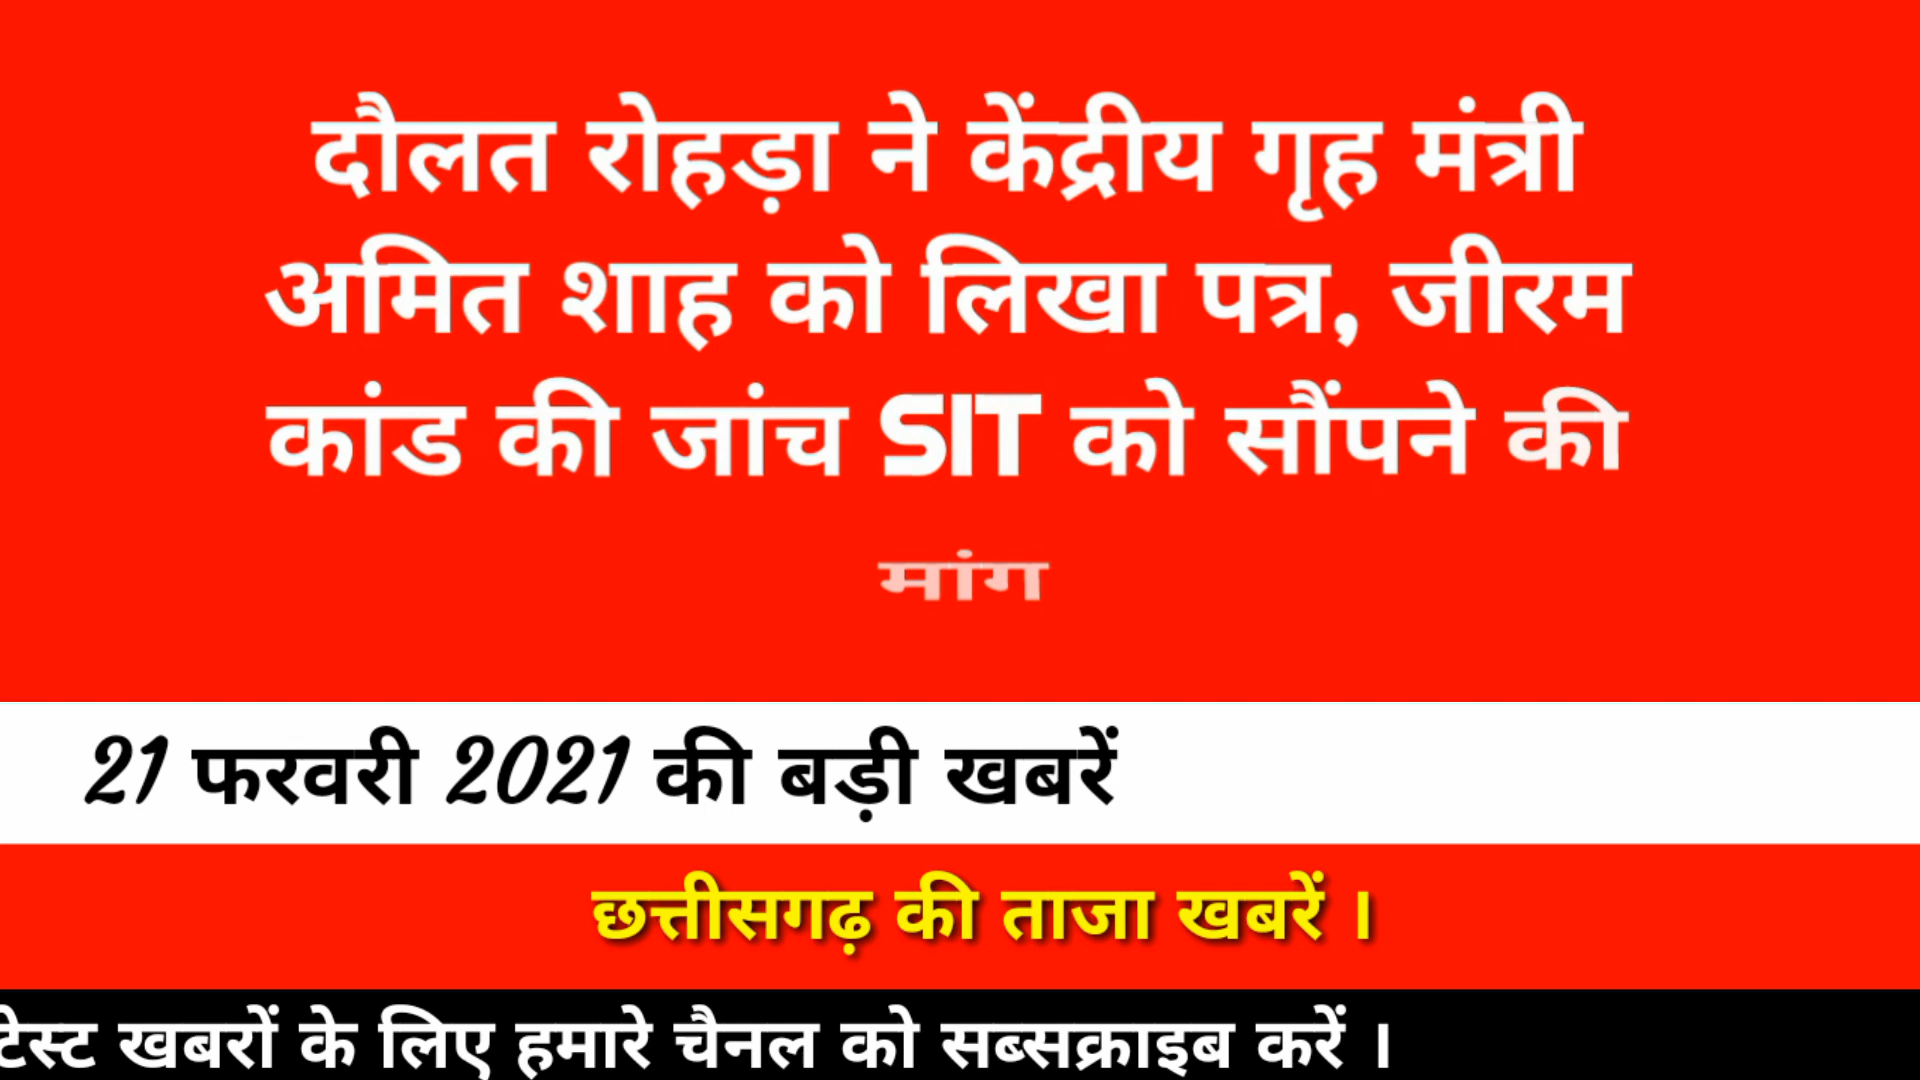 दौलत रोहड़ा ने केंद्रीय गृह मंत्री
अमित शाह को लिखा पत्र, जीरम
कांड की जांच SIT को सौंपने की
मांग
21 फरवरी 2021 की बड़ी खबरें
छत्तीसगढ़ की ताजा खबरें ।
टेस्ट खबरों के लिए हमारे चैनल को सब्सक्राइब करें ।